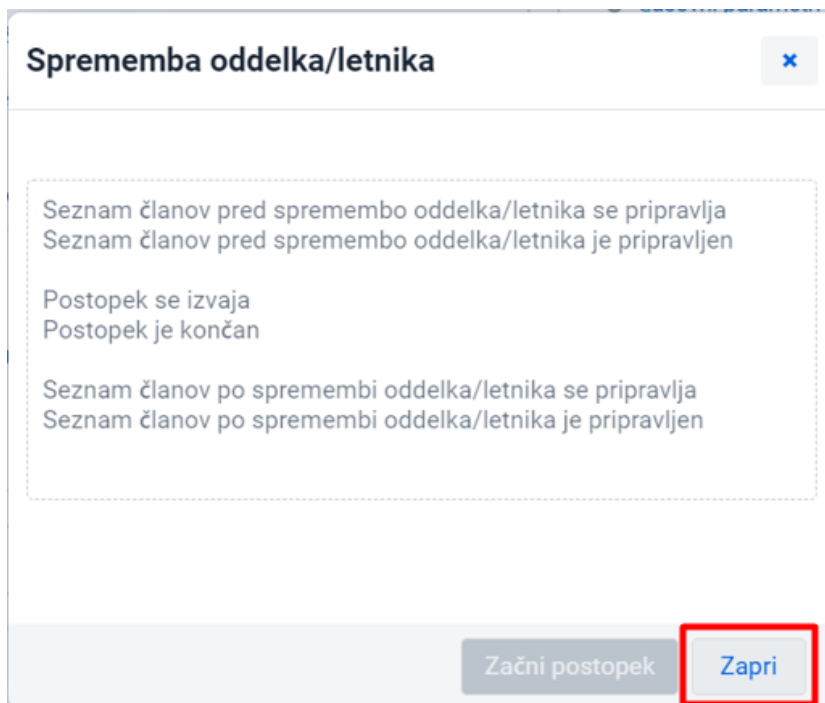 Sprememba oddelka/letnika
Seznam članov pred spremembo oddelka/letnika se pripravlja
Seznam članov pred spremembo oddelka/letnika je pripravljen
Postopek se izvaja
Postopek je končan
Seznam članov po spremembi oddelka/letnika se pripravlja
Seznam članov po spremembi oddelka/letnika je pripravljen
Začni postopek
Zapri